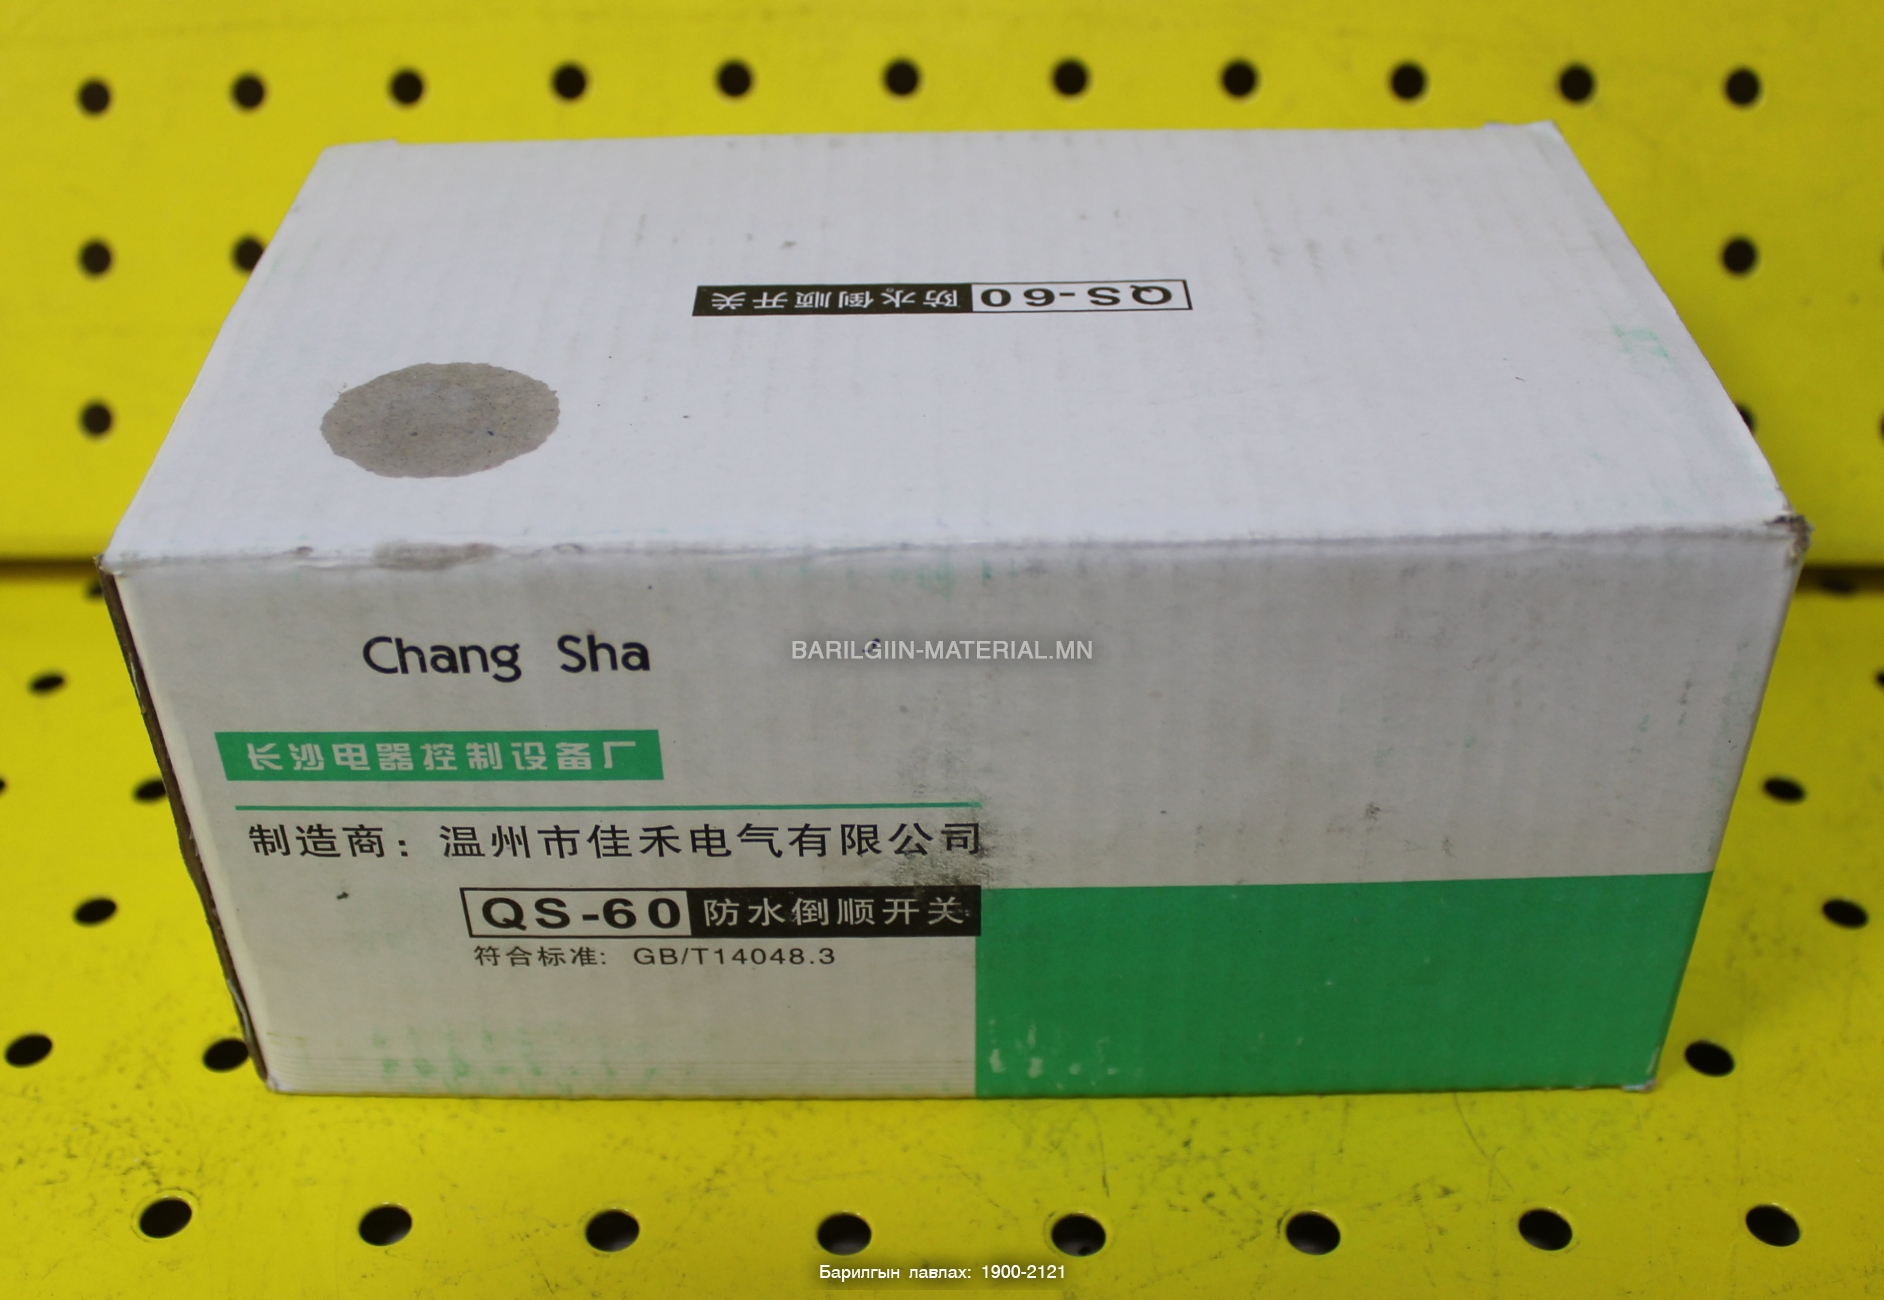 QS-60 防水倒顺开关
Chang Sha
BARILGIIN-MATERIAL.MN
长沙电器控制设备厂
制造商：温州市佳禾电气有限公司
QS-60 防水倒顺开关
符合标准：GB/T14048.3
Барилгын лавлах: 1900-2121